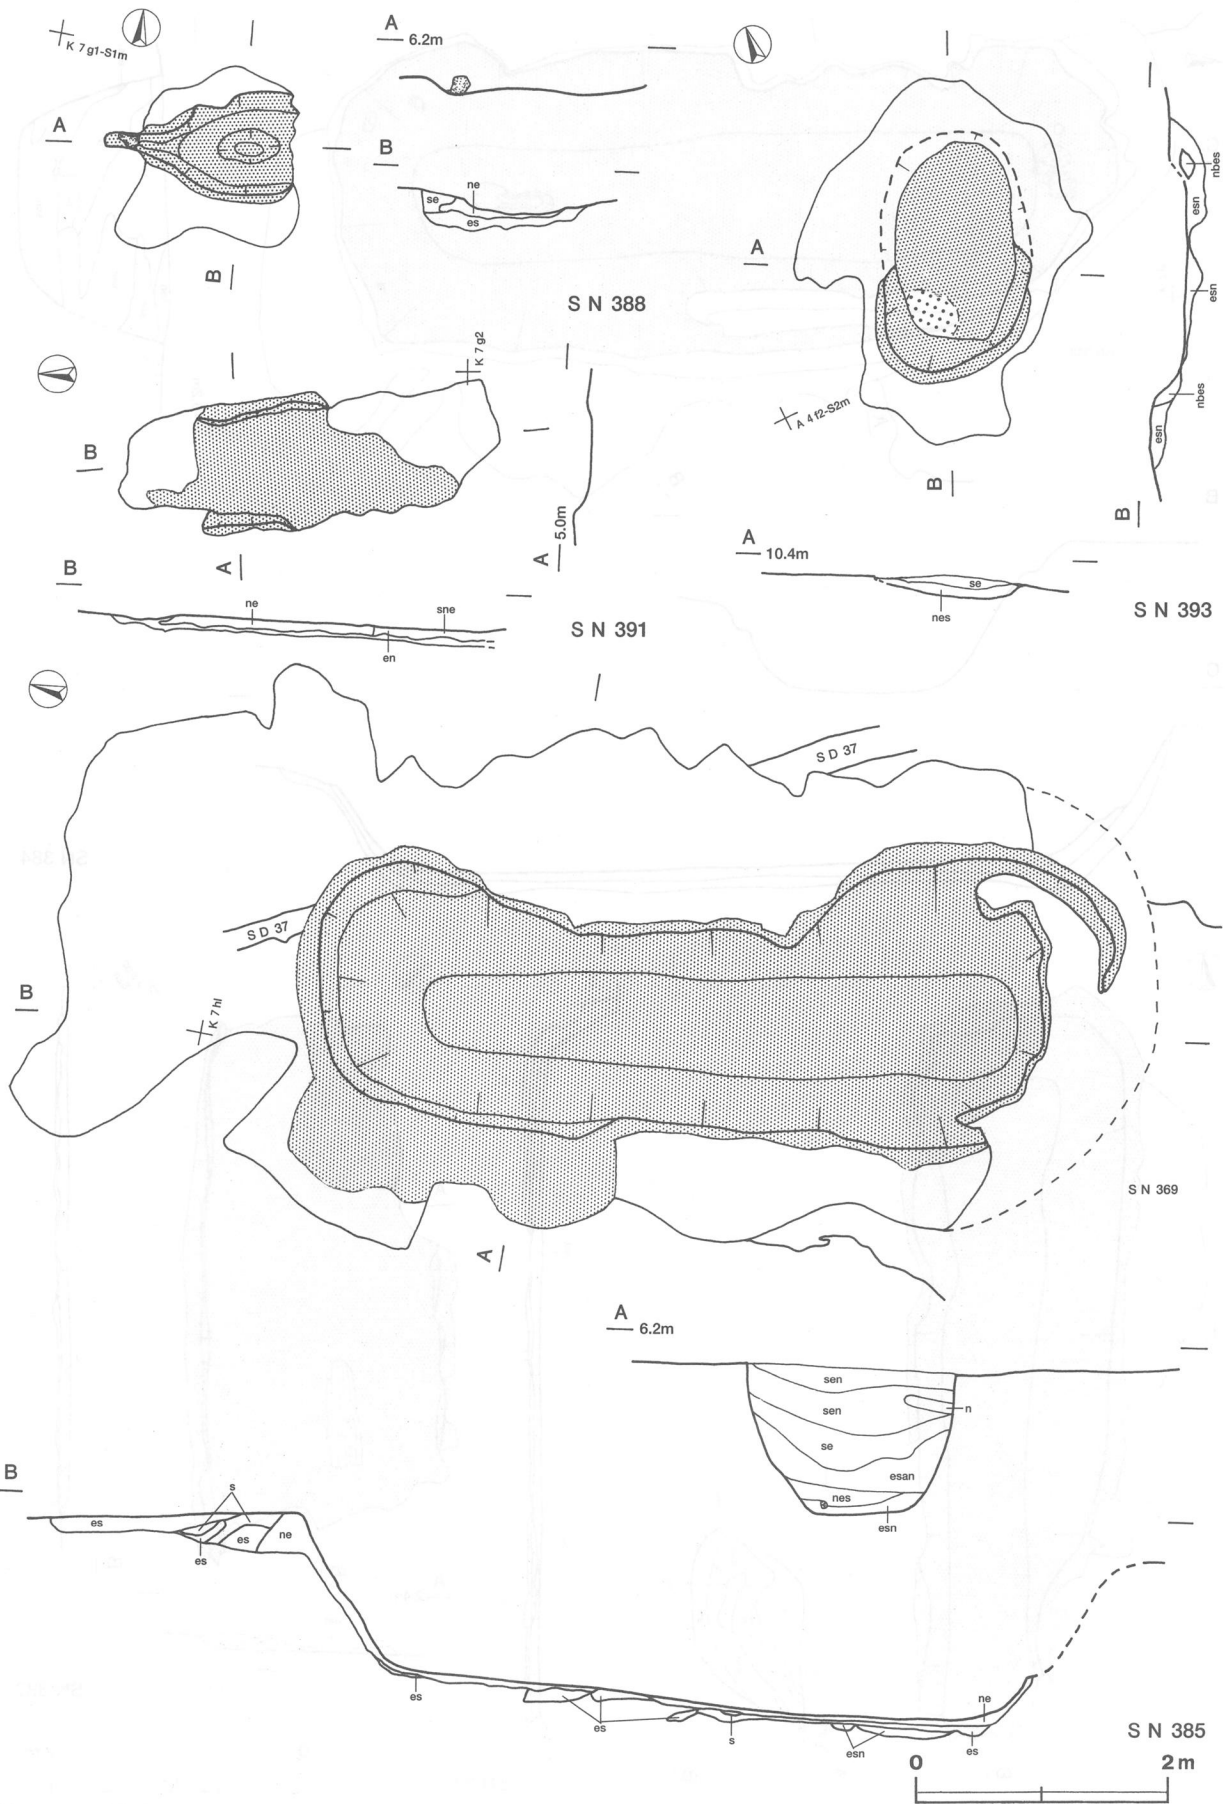 K 7 g1-S1m
A
B
A
6.2m
B
se
ne
es
S N 388
A
B
A 4 f2-S2m
nbes
esn
esn
nbes
esn
B
A
10.4m
se
nes
S N 393
K 7 g2
B
A
5.0m
A
B
ne
sne
en
S N 391
S D 37
S D 37
B
K 7 hl
A
S N 369
A
6.2m
sen
sen
n
se
esan
nes
esn
B
s
es
es
es
ne
es
es
s
esn
ne
es
S N 385
0
2 m